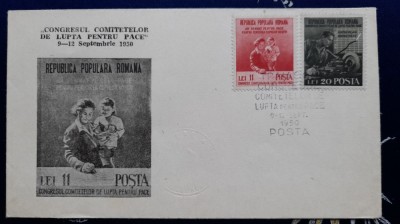 „CONGRESUL COMITETELOR
DE LUPTA PENTRU PACE”
9—12 Septembrie 1950
REPUBLICA POPULARA ROMANA
LEI 11 POSTA
CONGRESUL COMITETELOR DE LUPTA PENTRU PACE
REPUBLICA POPULARA ROMANA
LEI 11 POSTA
REPUBLICA POPULARA ROMANA
LEI 20 POSTA
COMITETELOR
LUPTA
1950
POSTA